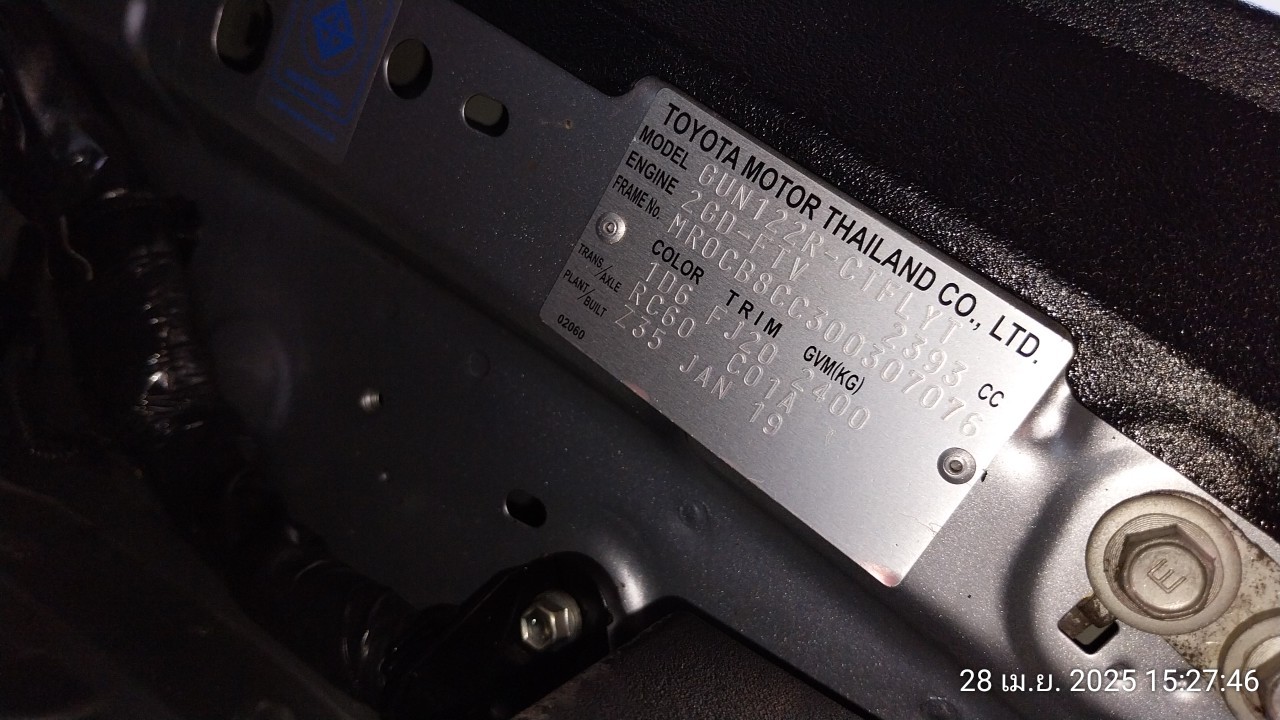 TOYOTA MOTOR THAILAND CO., LTD.
MODEL GUN122R-CTFLYT
ENGINE 2GD-FTV 2393 CC
FRAME No. MR0CB8CC300307076
COLOR TRIM GVM(KG)
1D6 FJ20 2400
TRANS/AXLE RC60 C01A
PLANT/BUILT Z35 JAN 19
02060
E
28 เม.ย. 2025 15:27:46